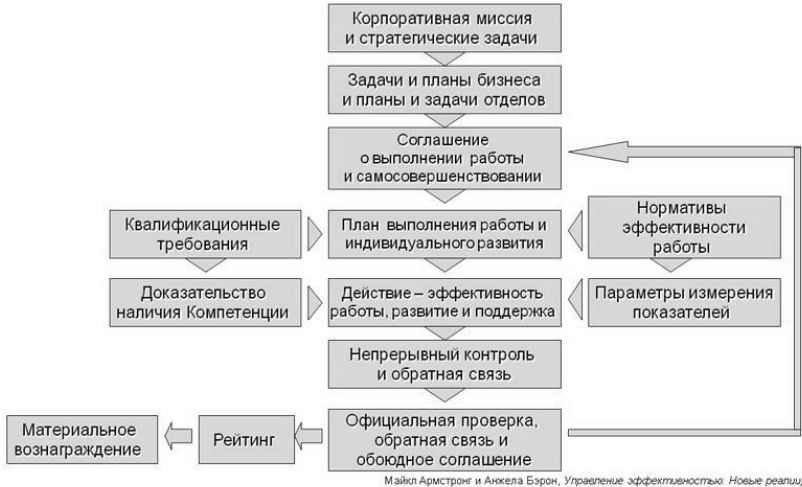 Корпоративная миссия
и стратегические задачи
Задачи и планы бизнеса
и планы и задачи отделов
Соглашение
о выполнении работы
и самосовершенствовании
Квалификационные
требования
План выполнения работы и
индивидуального развития
Нормативы
эффективности
работы
Доказательство
наличия Компетенции
Действие – эффективность
работы, развитие и поддержка
Параметры измерения
показателей
Непрерывный контроль
и обратная связь
Материальное
вознаграждение
Рейтинг
Официальная проверка,
обратная связь и
обоюдное соглашение
Майкл Армстронг и Анжела Бэрон, Управление эффективностью: Новые реалии,